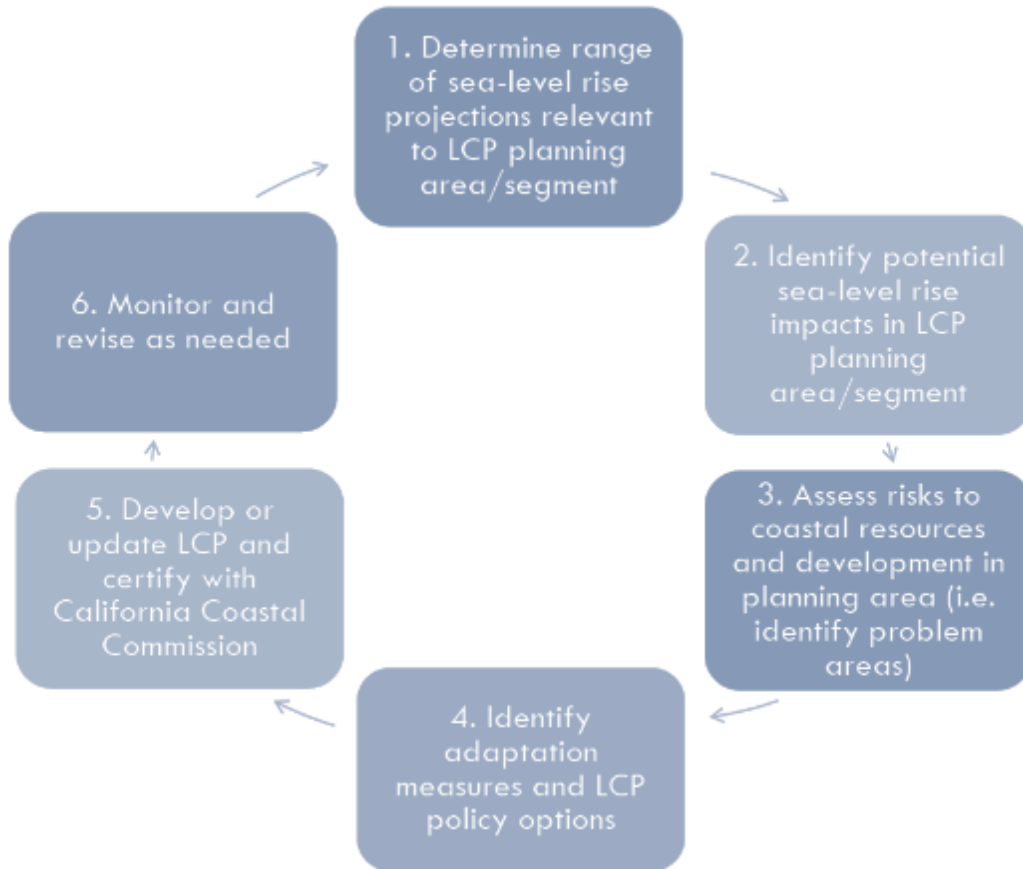 1. Determine range
of sea-level rise
projections relevant
to LCP planning
area/segment
2. Identify potential
sea-level rise
impacts in LCP
planning
area/segment
3. Assess risks to
coastal resources
and development in
planning area (i.e.
identify problem
areas)
4. Identify
adaptation
measures and LCP
policy options
5. Develop or
update LCP and
certify with
California Coastal
Commission
6. Monitor and
revise as needed